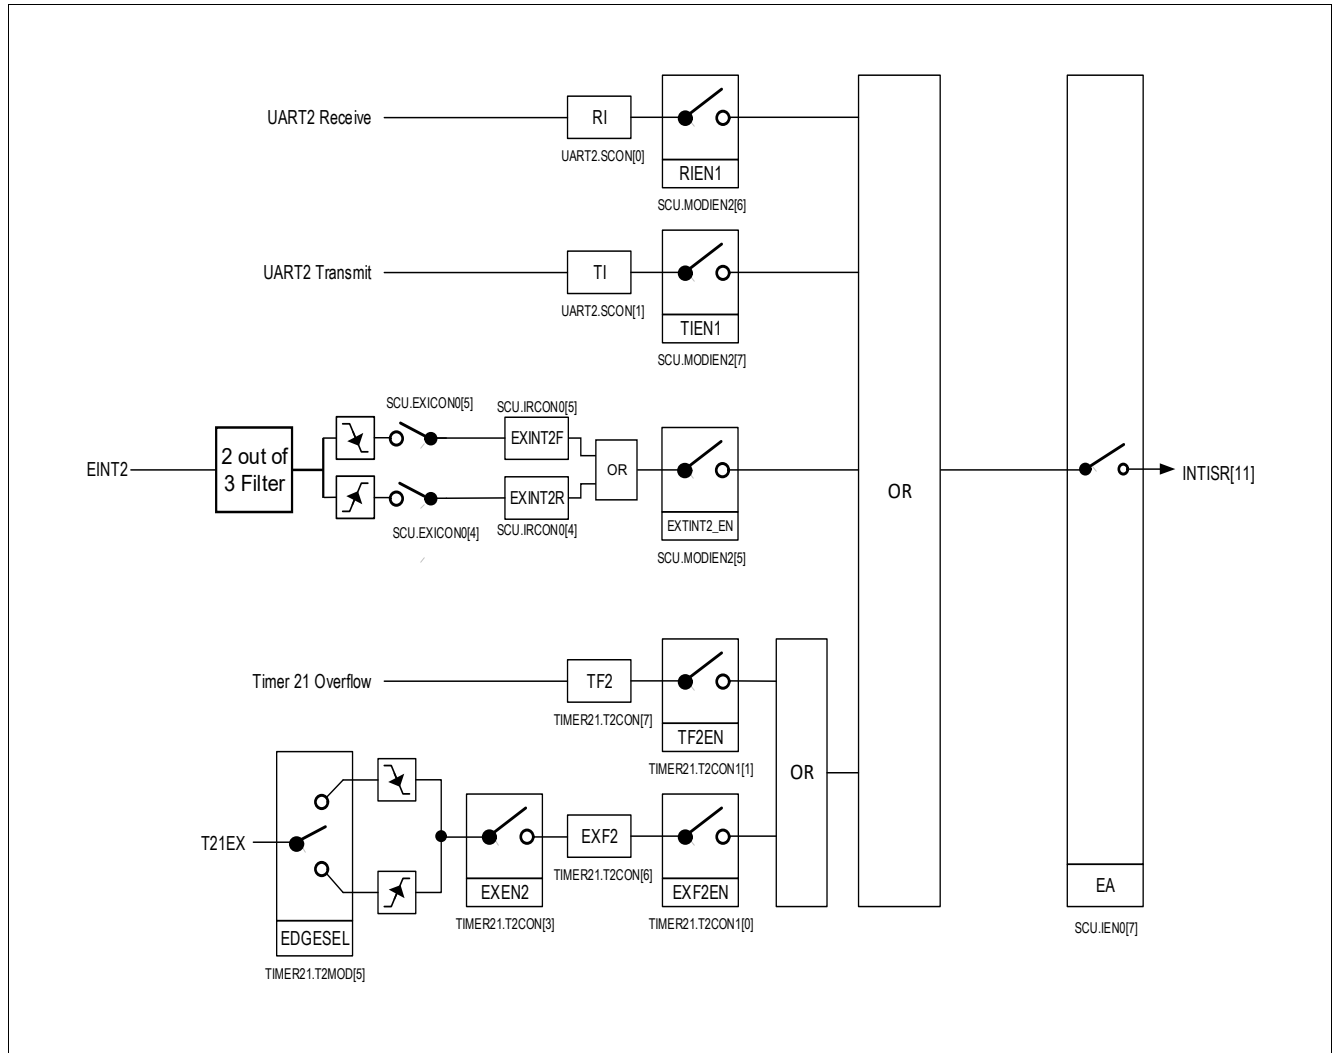 UART2 Receive
RI
UART2.SCON[0]
RIEN1
SCU.MODIEN2[6]
UART2 Transmit
TI
UART2.SCON[1]
TIEN1
SCU.MODIEN2[7]
SCU.EXICON0[5]
SCU.IRCON0[5]
EINT2
2 out of
3 Filter
EXINT2F
OR
EXINT2R
SCU.EXICON0[4]
SCU.IRCON0[4]
EXTINT2_EN
SCU.MODIEN2[5]
OR
INTISR[11]
Timer 21 Overflow
TF2
TIMER21.T2CON[7]
TF2EN
TIMER21.T2CON1[1]
OR
T21EX
EDGESEL
TIMER21.T2MOD[5]
EXEN2
TIMER21.T2CON[3]
EXF2
TIMER21.T2CON[6]
EXF2EN
TIMER21.T2CON1[0]
EA
SCU.IEN0[7]